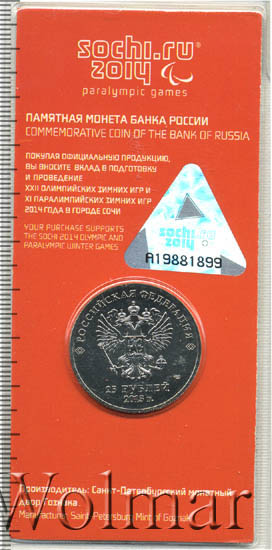 sochi.ru
2014
paralympic games
ПАМЯТНАЯ МОНЕТА БАНКА РОССИИ
COMMEMORATIVE COIN OF THE BANK OF RUSSIA
ПОКУПАЯ ОФИЦИАЛЬНУЮ ПРОДУКЦИЮ,
ВЫ ВНОСИТЕ ВКЛАД В ПОДГОТОВКУ
И ПРОВЕДЕНИЕ
XXII ОЛИМПИЙСКИХ ЗИМНИХ ИГР И
XI ПАРАЛИМПИЙСКИХ ЗИМНИХ ИГР
2014 ГОДА В ГОРОДЕ СОЧИ
YOUR PURCHASE SUPPORTS
THE SOCHI 2014 OLYMPIC AND
PARALYMPIC WINTER GAMES
sochi.ru
2014
A19881899
РОССИЙСКАЯ ФЕДЕРАЦИЯ
25 РУБЛЕЙ
2013 г.
Производитель: Санкт-Петербургский монетный
двор Гознака
Manufacturer: Saint-Petersburg Mint of Goznak
Wolmar